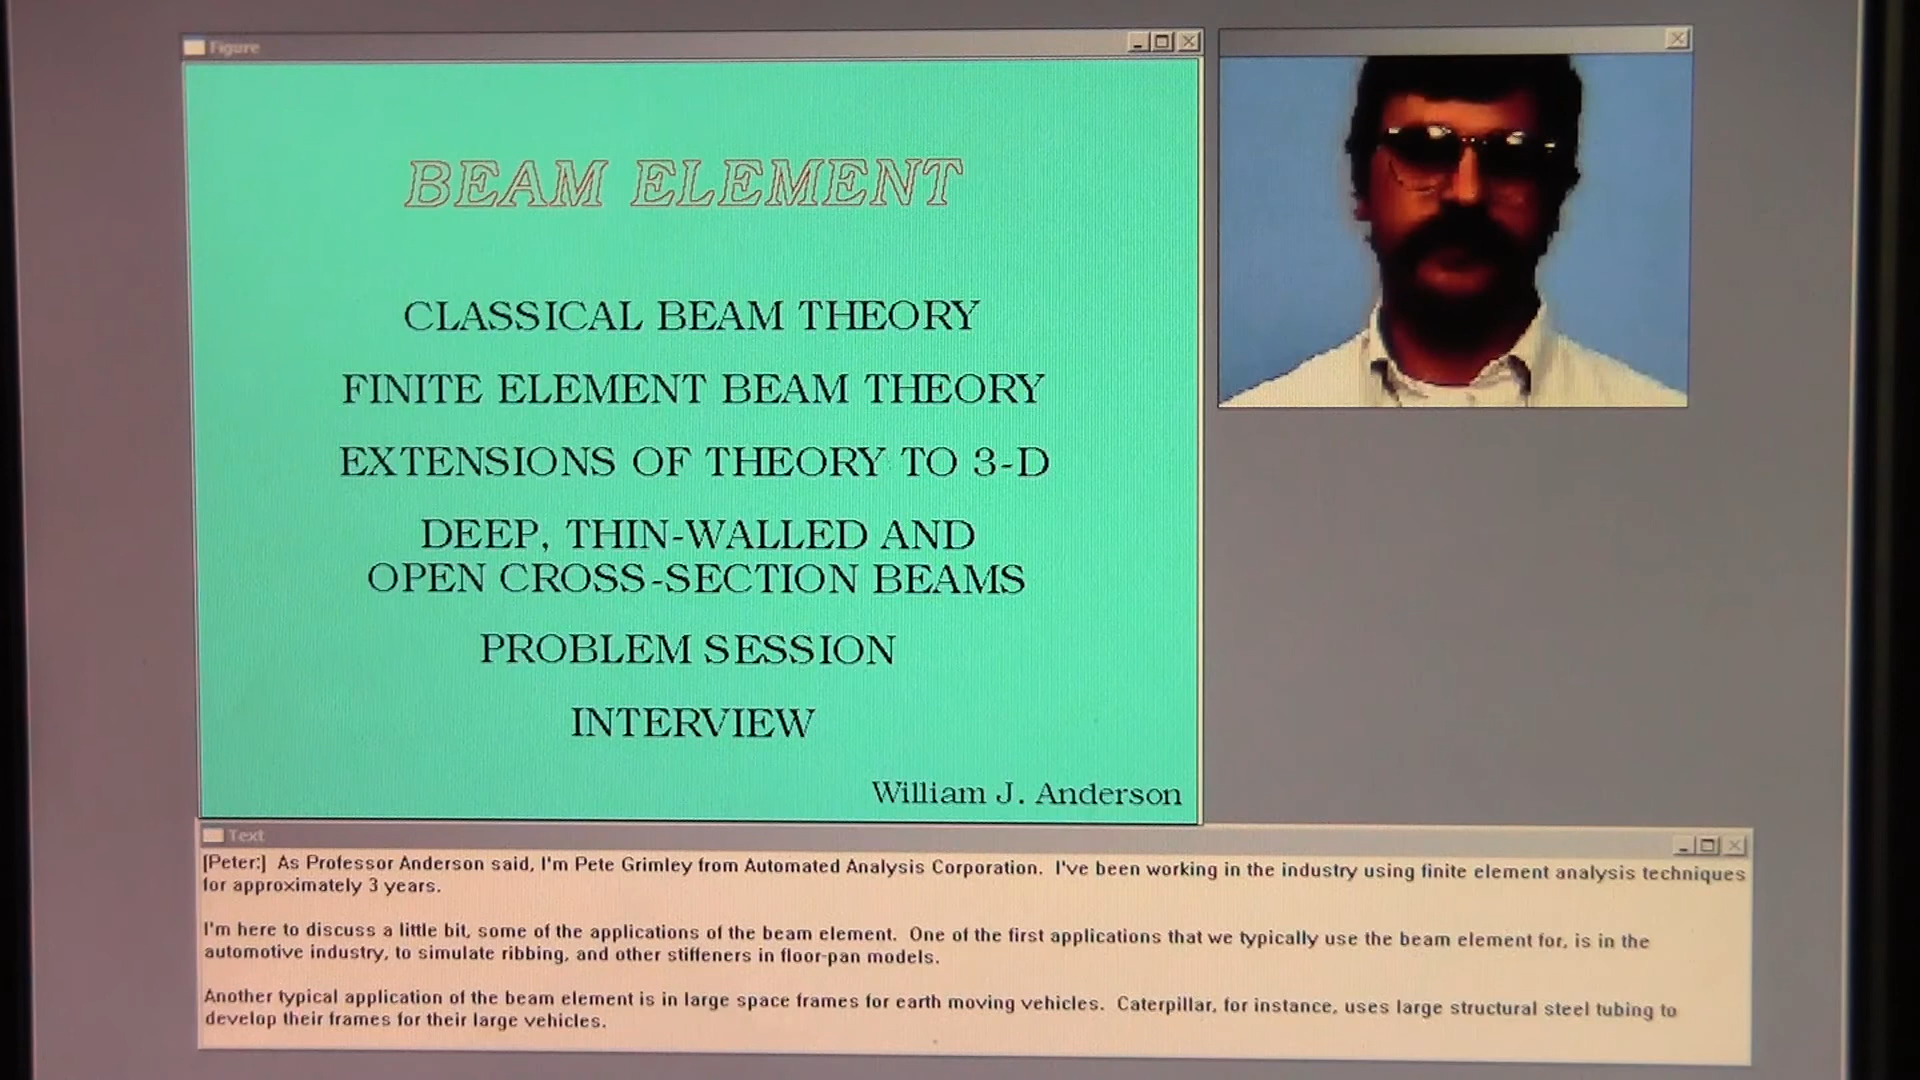 Figure
BEAM ELEMENT
CLASSICAL BEAM THEORY
FINITE ELEMENT BEAM THEORY
EXTENSIONS OF THEORY TO 3-D
DEEP, THIN-WALLED AND
OPEN CROSS-SECTION BEAMS
PROBLEM SESSION
INTERVIEW
William J. Anderson
Text
[Peter:] As Professor Anderson said, I'm Pete Grimley from Automated Analysis Corporation. I've been working in the industry using finite element analysis techniques
for approximately 3 years.
I'm here to discuss a little bit, some of the applications of the beam element. One of the first applications that we typically use the beam element for, is in the
automotive industry, to simulate ribbing, and other stiffeners in floor-pan models.
Another typical application of the beam element is in large space frames for earth moving vehicles. Caterpillar, for instance, uses large structural steel tubing to
develop their frames for their large vehicles.